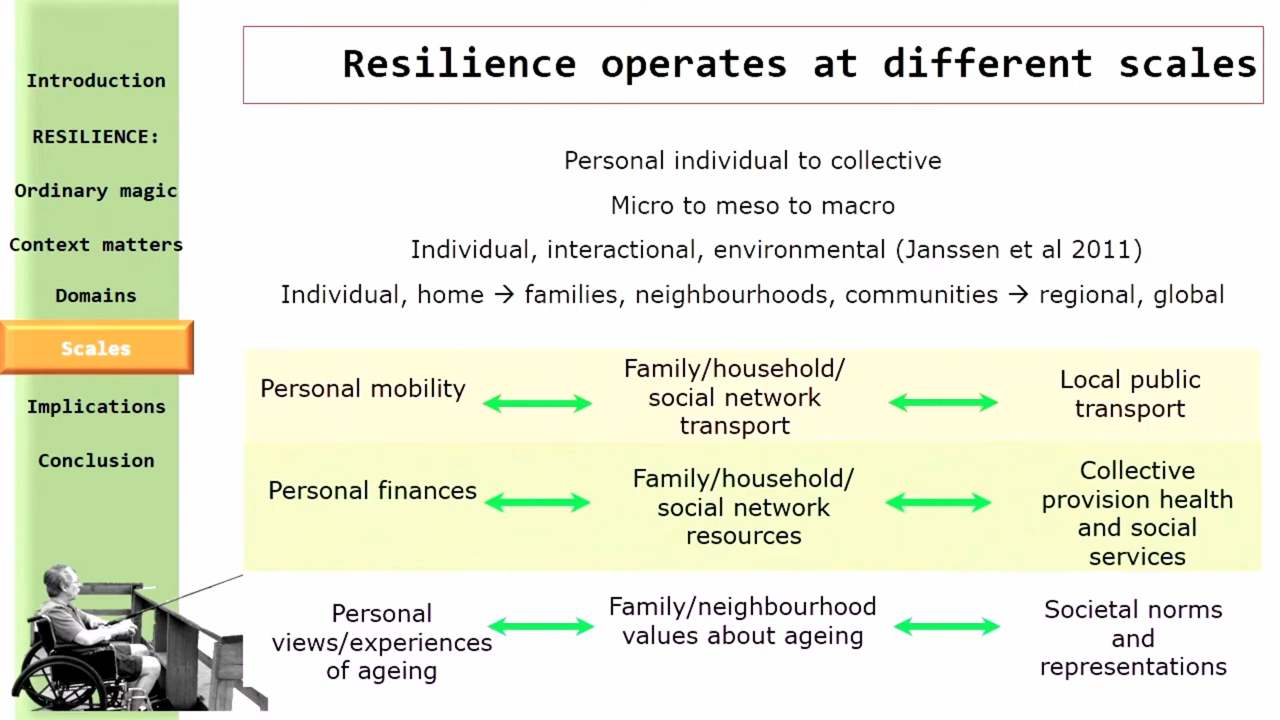 Introduction
RESILIENCE:
Ordinary magic
Context matters
Domains
Scales
Implications
Conclusion
Resilience operates at different scales
Personal individual to collective
Micro to meso to macro
Individual, interactional, environmental (Janssen et al 2011)
Individual, home → families, neighbourhoods, communities → regional, global
Personal mobility
Family/household/
social network
transport
Local public
transport
Personal finances
Family/household/
social network
resources
Collective
provision health
and social
services
Personal
views/experiences
of ageing
Family/neighbourhood
values about ageing
Societal norms
and
representations